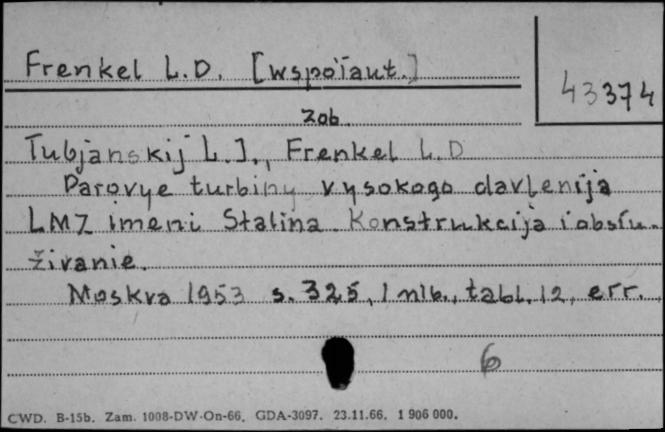 Frenkel L.D. [współaut.]
43374
zob.
Tubjanskij L.I., Frenkel L.D
Parovye turbiny vysokogo davlenija
LMZ imeni Stalina. Konstrukcija i obsłu-
živanie.
Moskva 1953 s. 325, 1 nlb., tabl. 12, err.
6
CWD. B-15b. Zam. 1008-DW-On-66. GDA-3097. 23.11.66. 1 906 000.